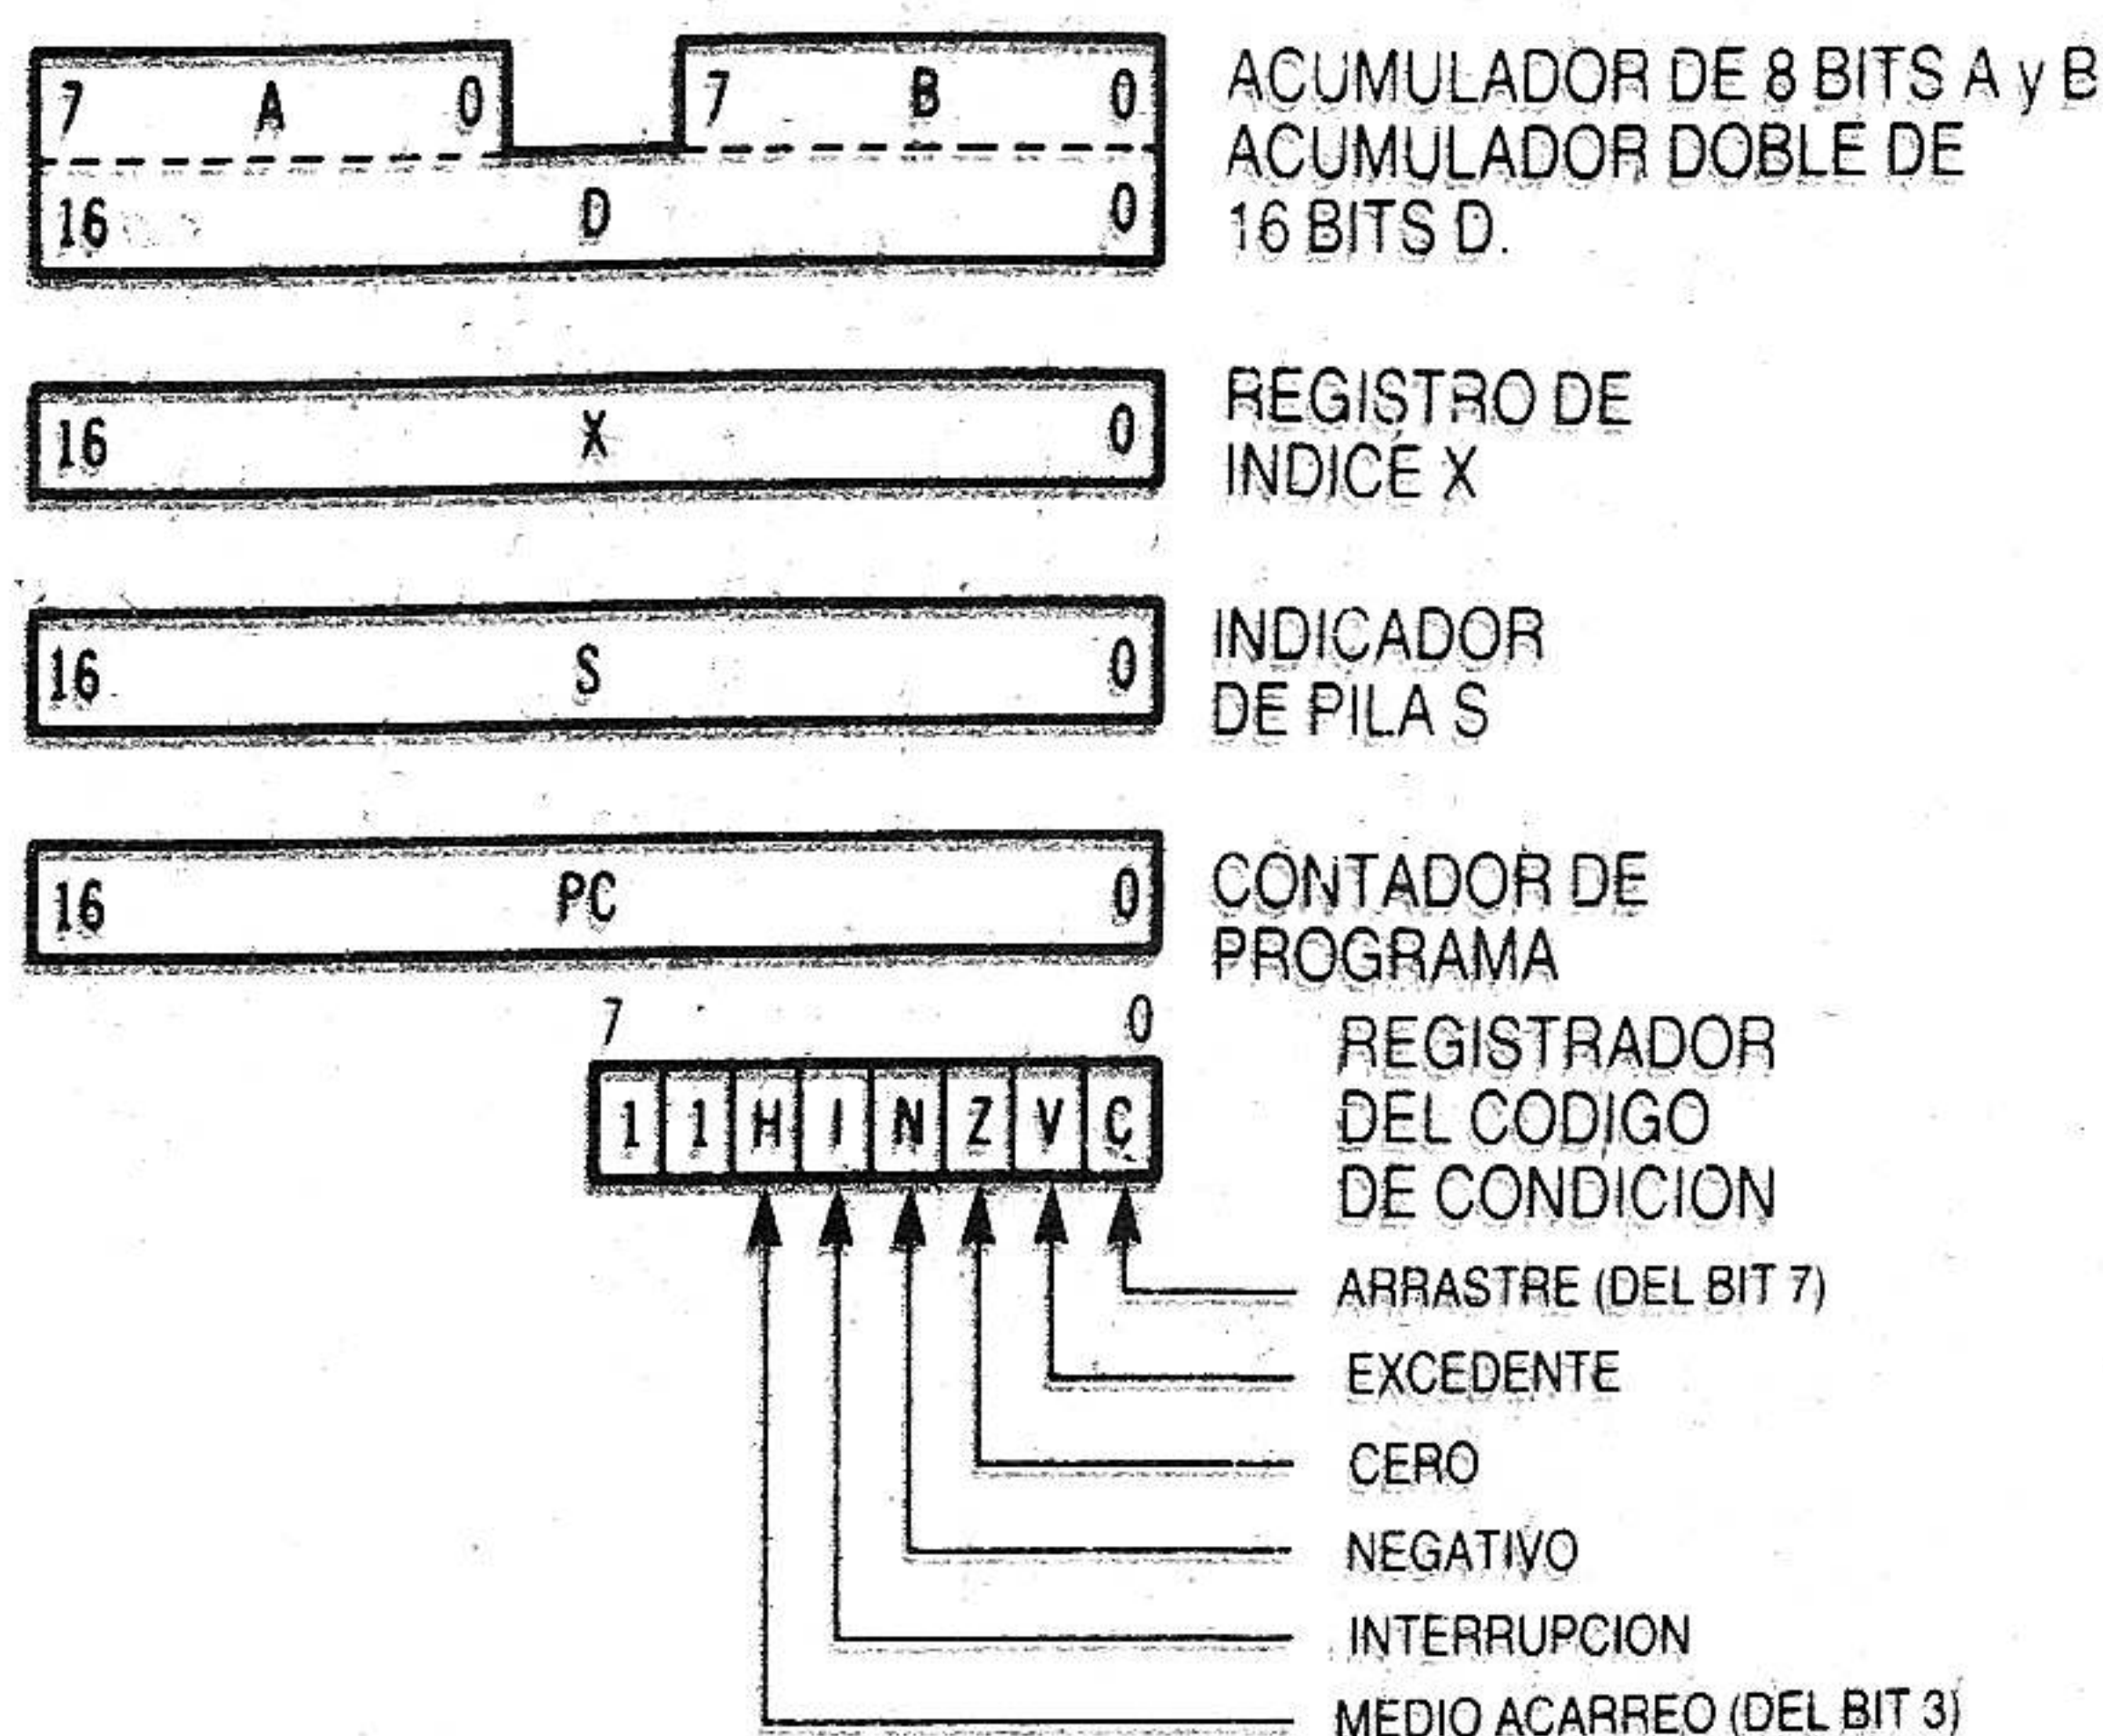 7 A 0 7 B 0
16 D 0
ACUMULADOR DE 8 BITS A y B
ACUMULADOR DOBLE DE
16 BITS D.
16 X 0
REGISTRO DE
INDICE X
16 S 0
INDICADOR
DE PILA S
16 PC 0
CONTADOR DE
PROGRAMA
7 0
1 1 H I N Z V C
REGISTRADOR
DEL CODIGO
DE CONDICION
ARRASTRE (DEL BIT 7)
EXCEDENTE
CERO
NEGATIVO
INTERRUPCION
MEDIO ACARREO (DEL BIT 3)